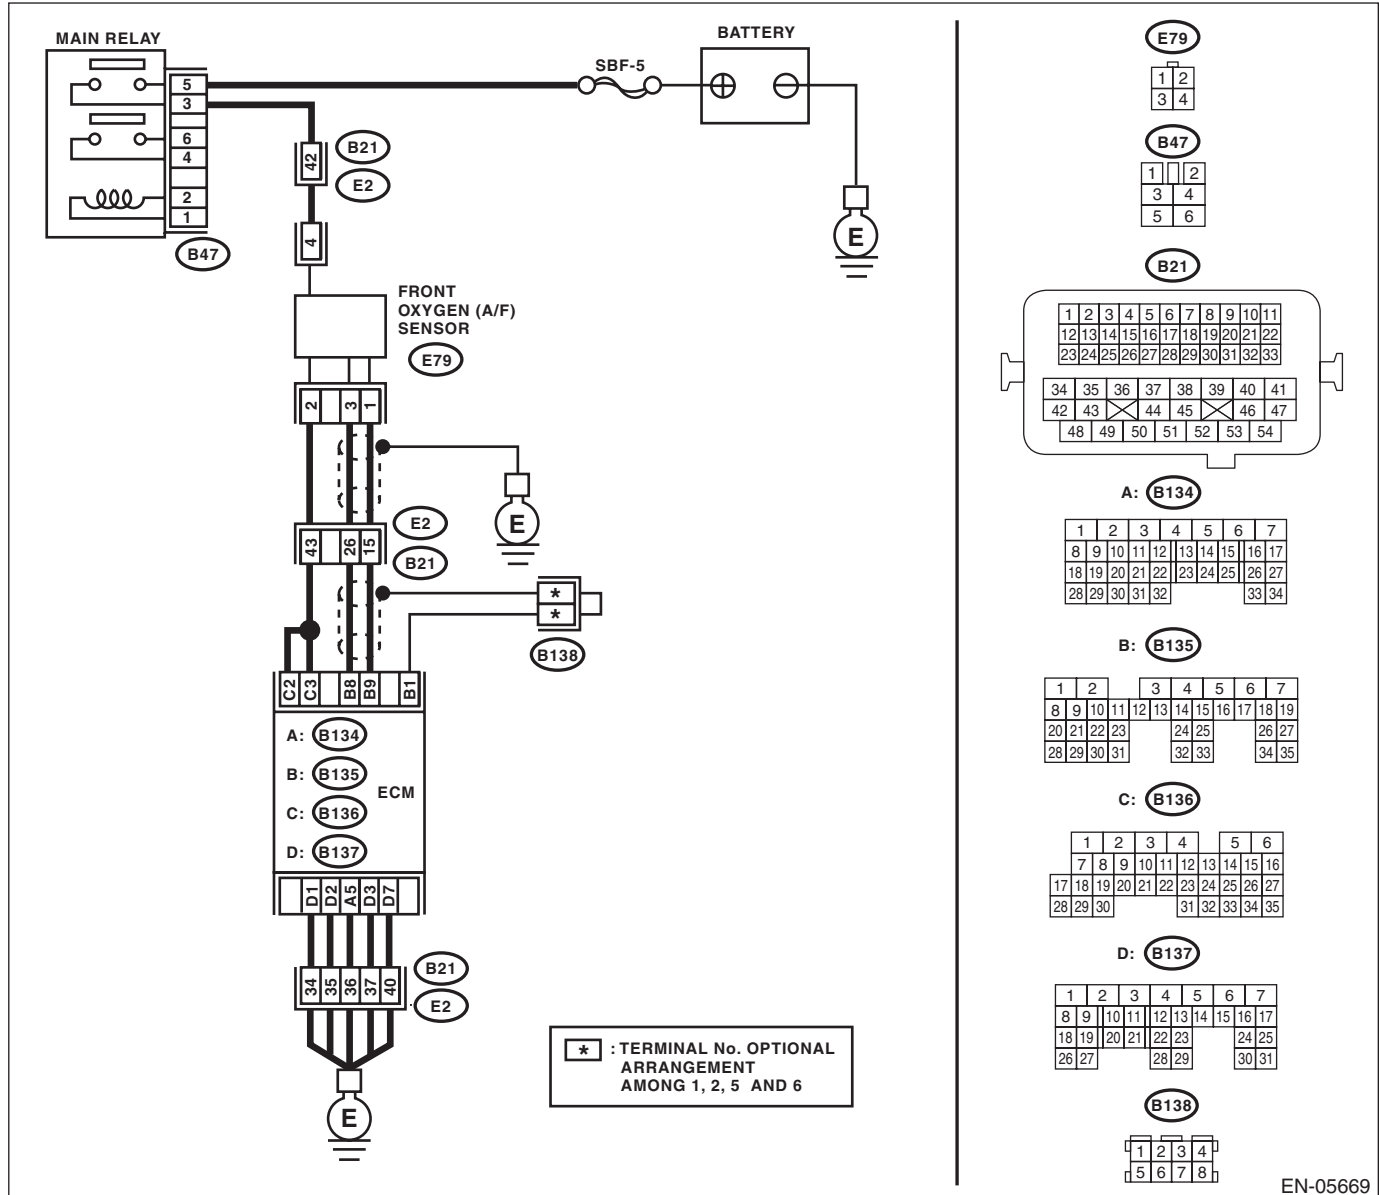 MAIN RELAY
BATTERY
SBF-5
5
3
6
4
2
1
B47
42
B21
E2
4
E
FRONT
OXYGEN (A/F)
SENSOR
E79
2 3 1
E
43 26 15
E2
B21
*
*
B138
C2 C3 B8 B9 B1
A: B134
B: B135
ECM
C: B136
D: B137
D1 D2 A5 D3 D7
34 35 36 37 40
B21
E2
E
* : TERMINAL No. OPTIONAL
ARRANGEMENT
AMONG 1, 2, 5 AND 6
E79
1 2
3 4
B47
1 2
3 4
5 6
B21
1 2 3 4 5 6 7 8 9 10 11
12 13 14 15 16 17 18 19 20 21 22
23 24 25 26 27 28 29 30 31 32 33
34 35 36 37 38 39 40 41
42 43 44 45 46 47
48 49 50 51 52 53 54
A: B134
1 2 3 4 5 6 7
8 9 10 11 12 13 14 15 16 17
18 19 20 21 22 23 24 25 26 27
28 29 30 31 32 33 34
B: B135
1 2 3 4 5 6 7
8 9 10 11 12 13 14 15 16 17 18 19
20 21 22 23 24 25 26 27
28 29 30 31 32 33 34 35
C: B136
1 2 3 4 5 6
7 8 9 10 11 12 13 14 15 16
17 18 19 20 21 22 23 24 25 26 27
28 29 30 31 32 33 34 35
D: B137
1 2 3 4 5 6 7
8 9 10 11 12 13 14 15 16 17
18 19 20 21 22 23 24 25
26 27 28 29 30 31
B138
1 2 3 4
5 6 7 8
EN-05669